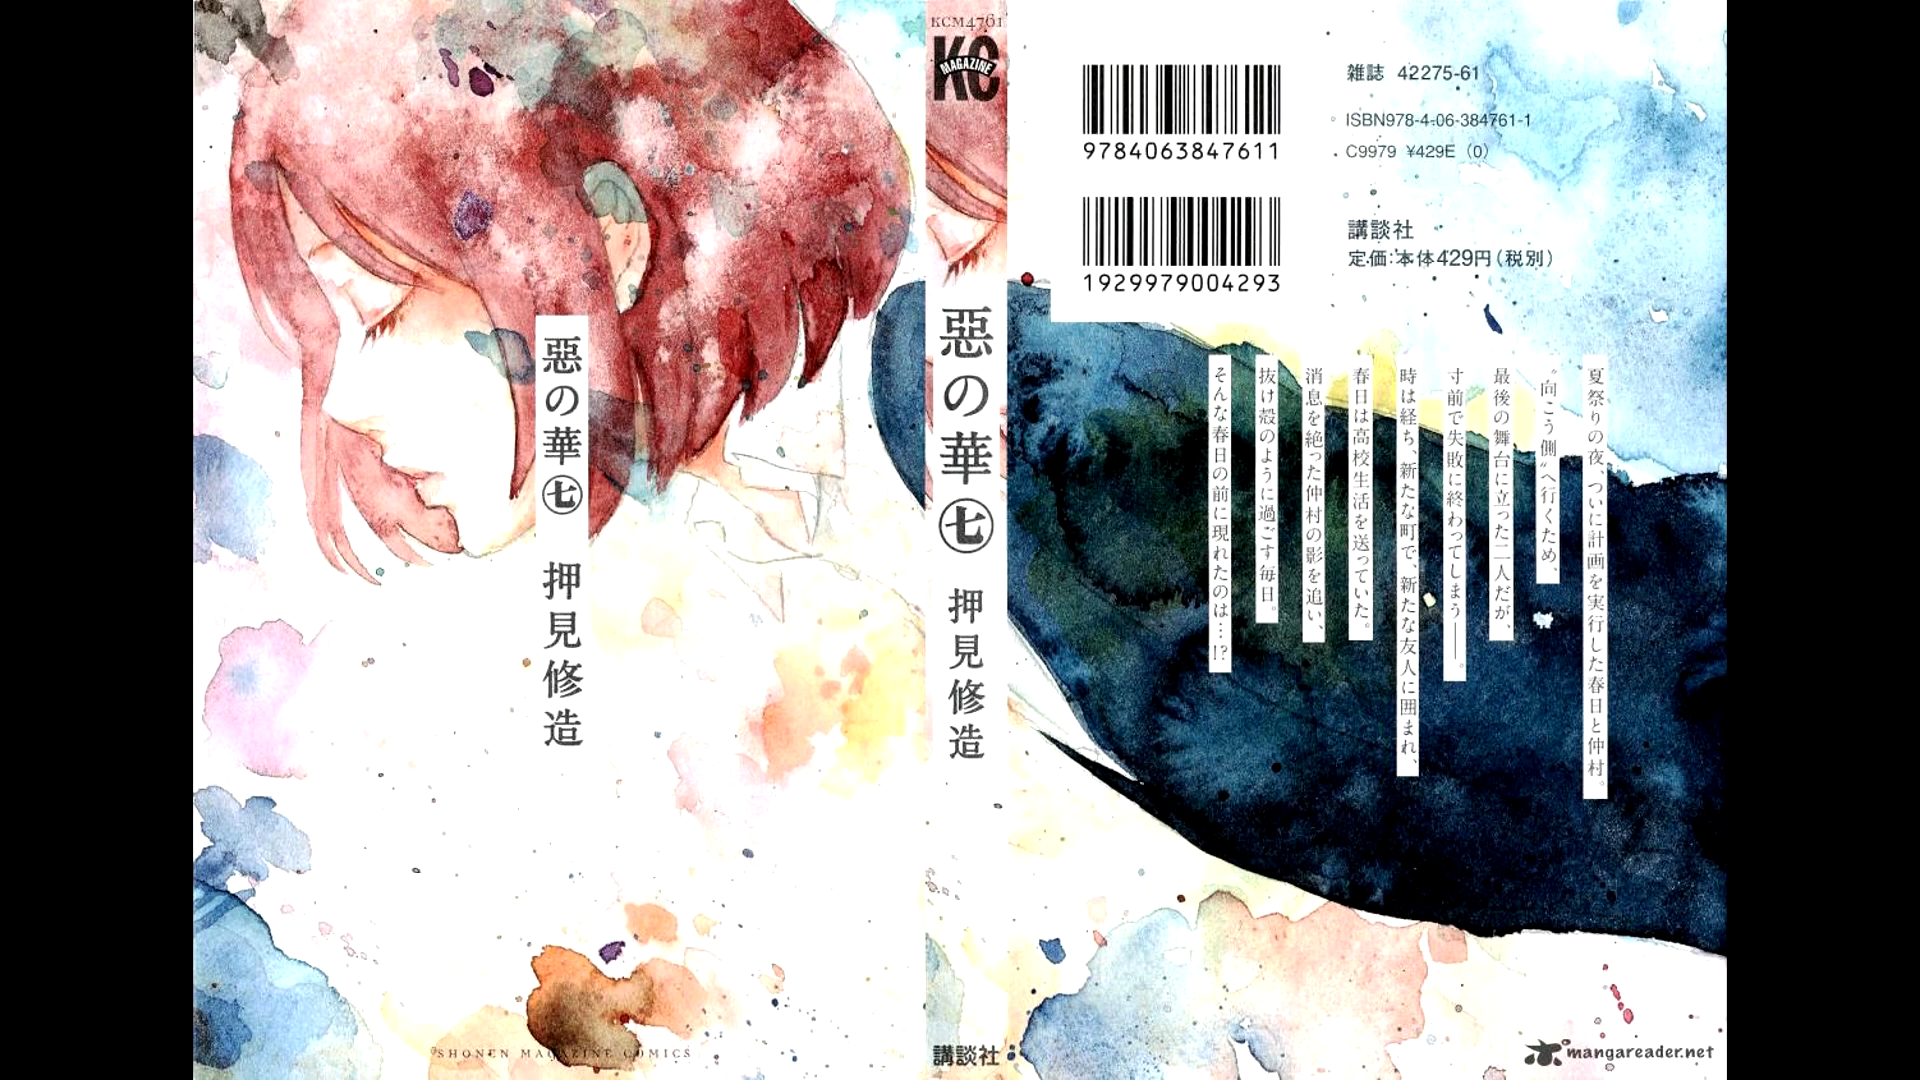 惡の華 七 押見修造
SHONEN MAGAZINE COMICS
KCM4761
KC
MAGAZINE
惡の華 七 押見修造
講談社
9784063847611
1929979004293
雑誌 42275-61
ISBN978-4-06-384761-1
C9979 ¥429E (0)
講談社
定価:本体429円(税別)
夏祭りの夜、ついに計画を実行した春日と仲村。
〝向こう側〟へ行くため、
最後の舞台に立った二人だが、
寸前で失敗に終わってしまう——。
時は経ち、新たな町で、新たな友人に囲まれ、
春日は高校生活を送っていた。
消息を絶った仲村の影を追い、
抜け殻のように過ごす毎日。
そんな春日の前に現れたのは…!?
mangareader.net